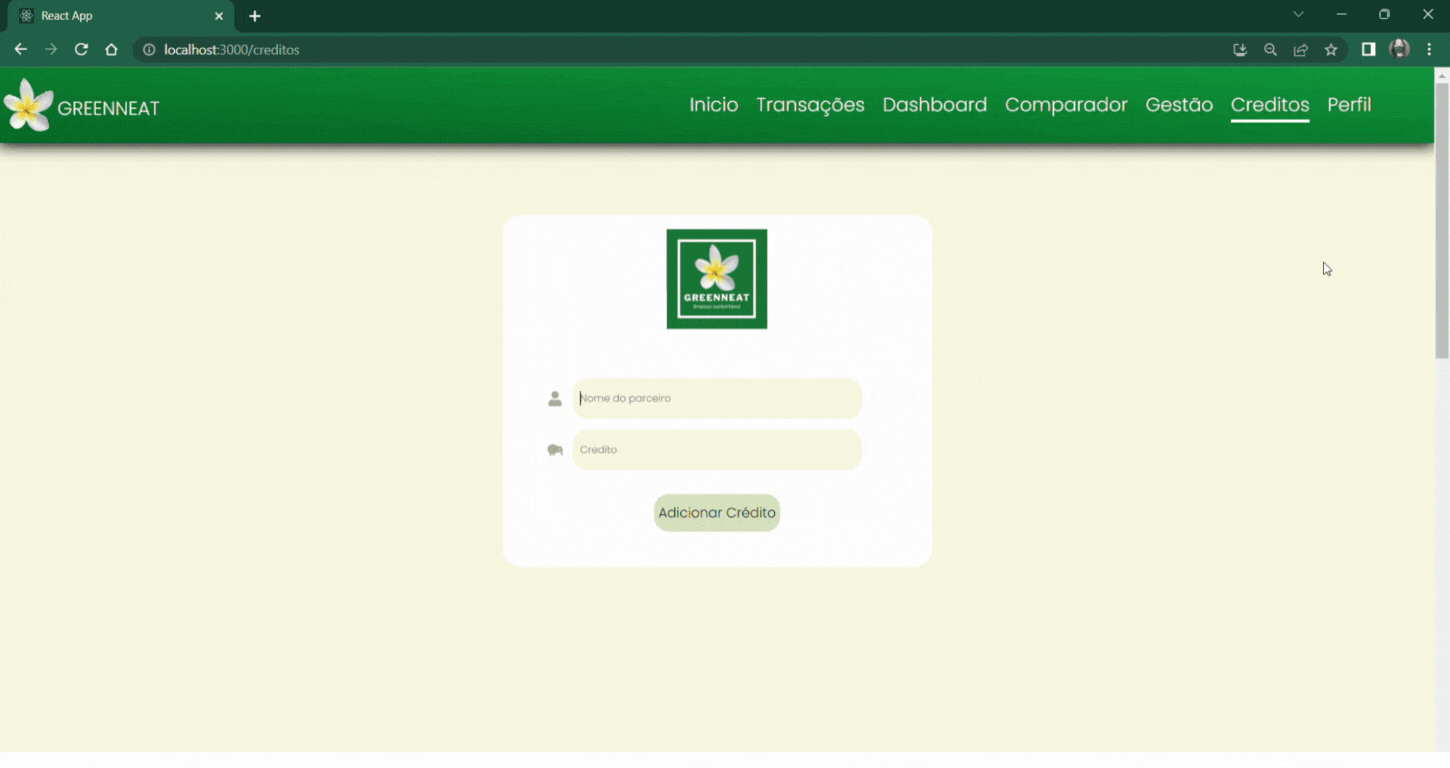 React App
localhost:3000/creditos
GREENNEAT
Inicio Transações Dashboard Comparador Gestão Creditos Perfil
GREENNEAT
Nome do parceiro
Credito
Adicionar Crédito